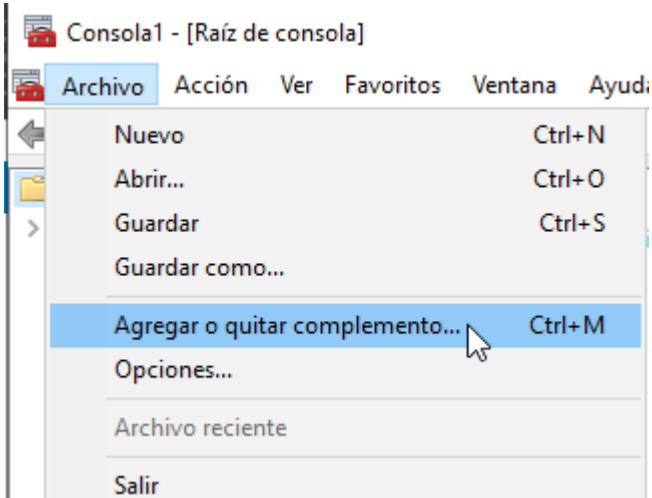 Consola1 - [Raíz de consola]
Archivo Acción Ver Favoritos Ventana
Nuevo Ctrl+N
Abrir... Ctrl+O
Guardar Ctrl+S
Guardar como...
Agregar o quitar complemento... Ctrl+M
Opciones...
Archivo reciente
Salir